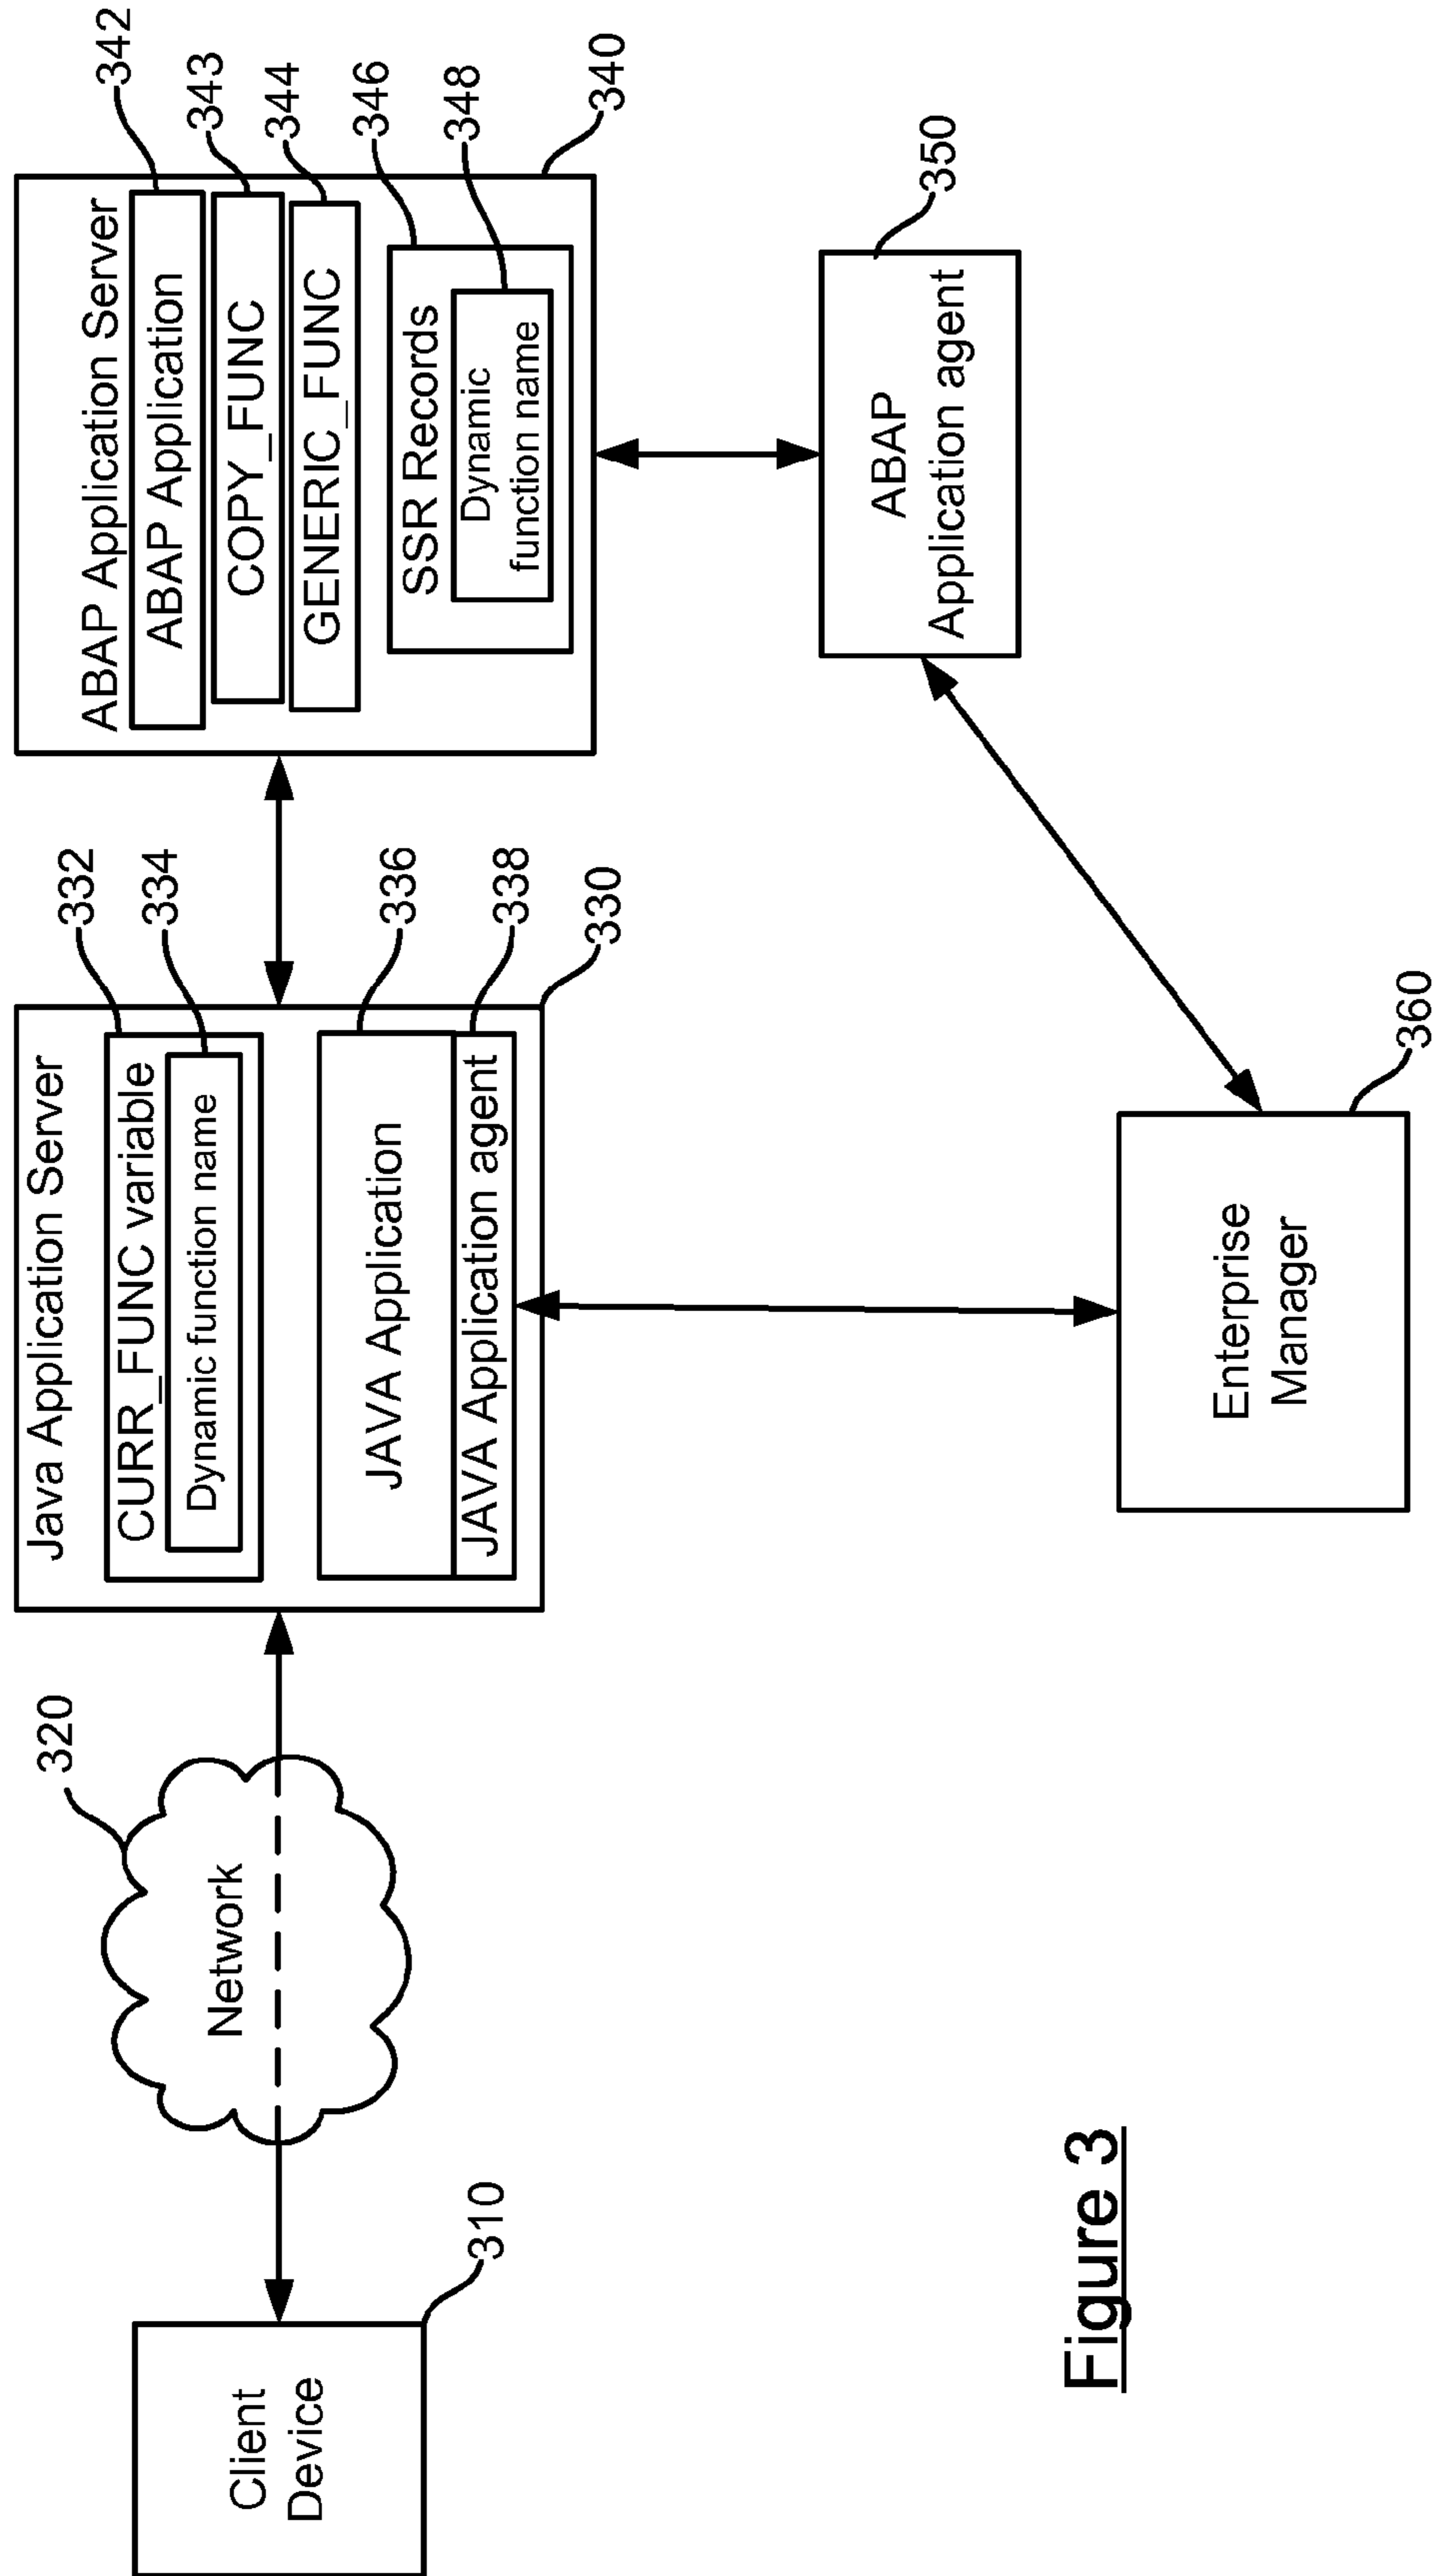 Client
Device
310
Network
320
Java Application Server
CURR_FUNC variable
Dynamic function name
JAVA Application
JAVA Application agent
332
334
336
338
330
ABAP Application Server
ABAP Application
COPY_FUNC
GENERIC_FUNC
SSR Records
Dynamic
function name
342
343
344
346
348
340
ABAP
Application agent
350
Enterprise
Manager
360
Figure 3